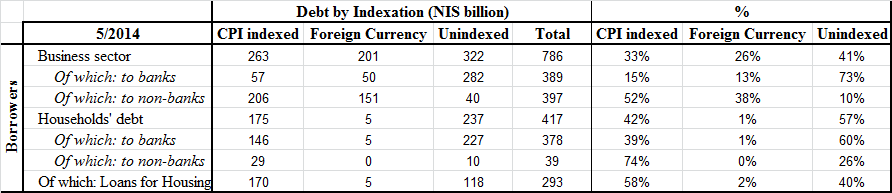 Debt by Indexation (NIS billion) %
5/2014 CPI indexed Foreign Currency Unindexed Total CPI indexed Foreign Currency Unindexed
Borrowers
Business sector 263 201 322 786 33% 26% 41%
Of which: to banks 57 50 282 389 15% 13% 73%
Of which: to non-banks 206 151 40 397 52% 38% 10%
Households' debt 175 5 237 417 42% 1% 57%
Of which: to banks 146 5 227 378 39% 1% 60%
Of which: to non-banks 29 0 10 39 74% 0% 26%
Of which: Loans for Housing 170 5 118 293 58% 2% 40%